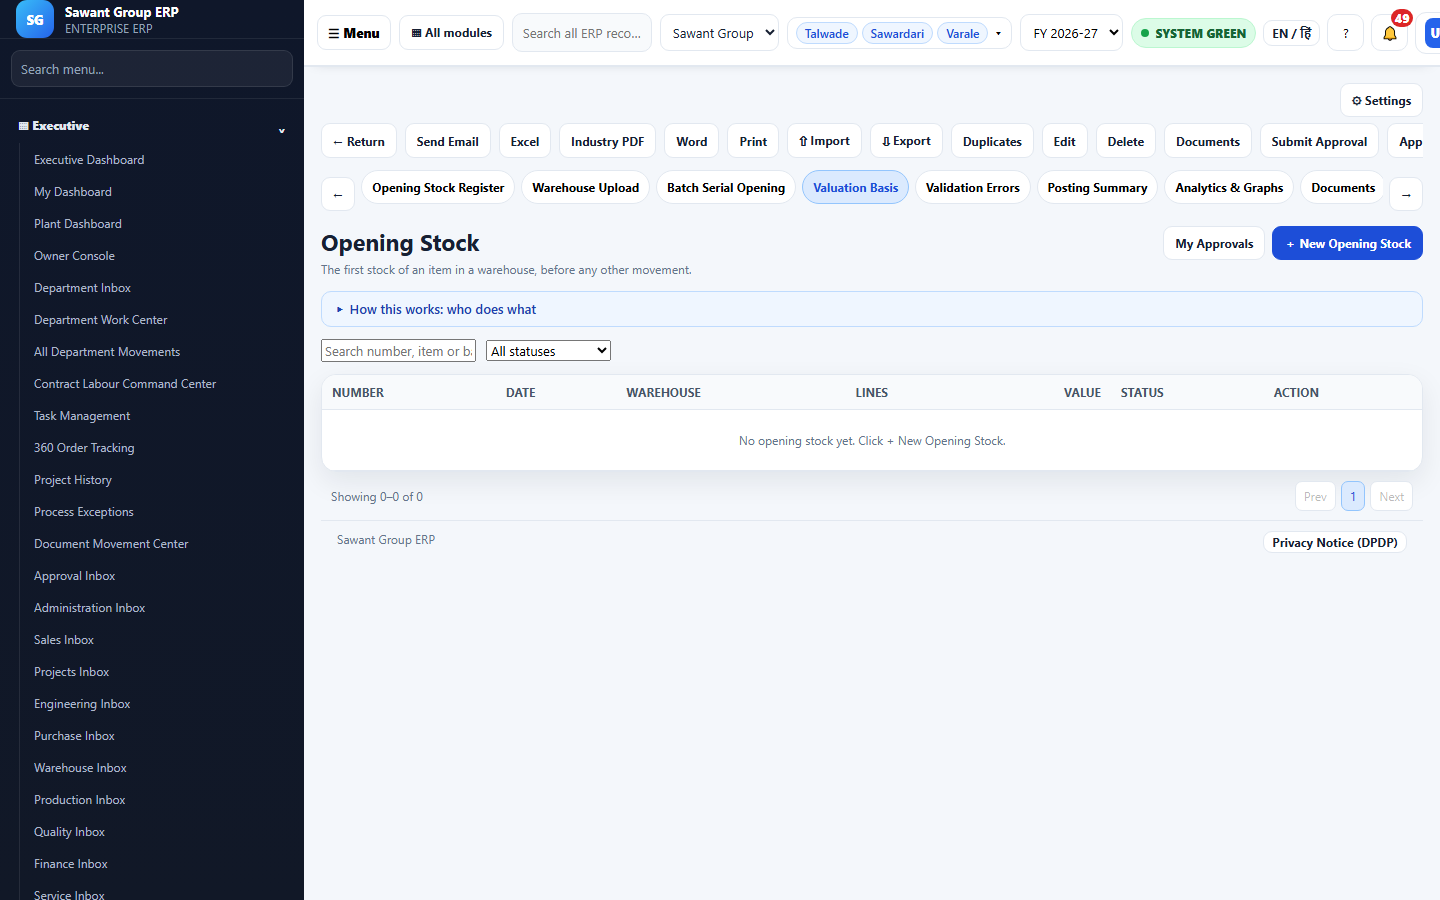 SG
Sawant Group ERP
ENTERPRISE ERP
Search menu...
Executive
Executive Dashboard
My Dashboard
Plant Dashboard
Owner Console
Department Inbox
Department Work Center
All Department Movements
Contract Labour Command Center
Task Management
360 Order Tracking
Project History
Process Exceptions
Document Movement Center
Approval Inbox
Administration Inbox
Sales Inbox
Projects Inbox
Engineering Inbox
Purchase Inbox
Warehouse Inbox
Production Inbox
Quality Inbox
Finance Inbox
Service Inbox
☰ Menu
All modules
Search all ERP reco...
Sawant Group
Talwade Sawardari Varale
FY 2026-27
SYSTEM GREEN
EN / हिं
?
49
U
⚙ Settings
← Return Send Email Excel Industry PDF Word Print ⇧ Import ⇩ Export Duplicates Edit Delete Documents Submit Approval App
← Opening Stock Register Warehouse Upload Batch Serial Opening Valuation Basis Validation Errors Posting Summary Analytics & Graphs Documents →
Opening Stock
My Approvals
+ New Opening Stock
The first stock of an item in a warehouse, before any other movement.
▸ How this works: who does what
Search number, item or ba
All statuses
NUMBER DATE WAREHOUSE LINES VALUE STATUS ACTION
No opening stock yet. Click + New Opening Stock.
Showing 0–0 of 0
Prev 1 Next
Sawant Group ERP
Privacy Notice (DPDP)